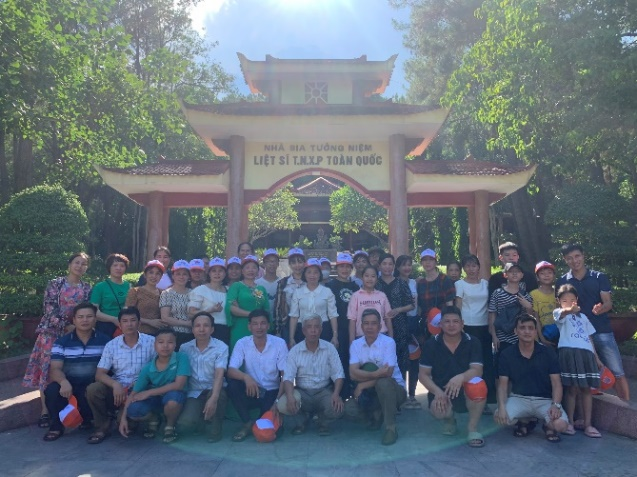 NHÀ BIA TƯỞNG NIỆM
LIỆT SĨ T.N.X.P TOÀN QUỐC